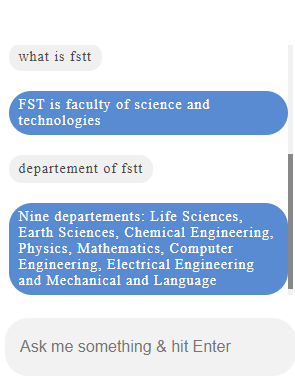 what is fstt
FST is faculty of science and
technologies
departement of fstt
Nine departements: Life Sciences,
Earth Sciences, Chemical Engineering,
Physics, Mathematics, Computer
Engineering, Electrical Engineering
and Mechanical and Language
Ask me something & hit Enter